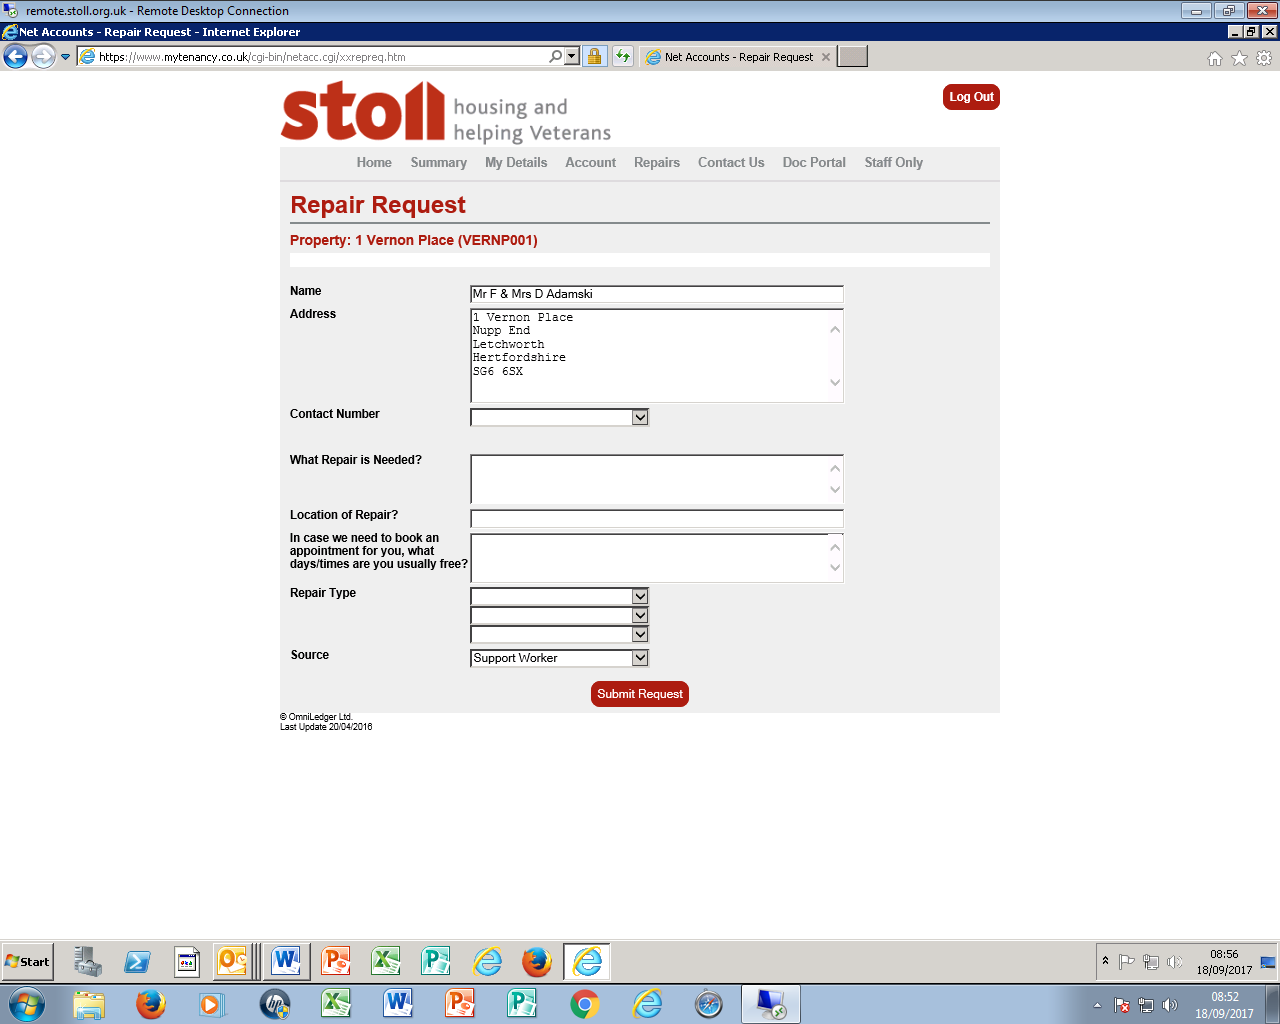 remote.stoll.org.uk - Remote Desktop Connection
Net Accounts - Repair Request - Internet Explorer
https://www.mytenancy.co.uk/cgi-bin/netacc.cgi/xxrepreq.htm
Net Accounts - Repair Request
stoll housing and
helping Veterans
Log Out
Home Summary My Details Account Repairs Contact Us Doc Portal Staff Only
Repair Request
Property: 1 Vernon Place (VERNP001)
Name
Mr F & Mrs D Adamski
Address
1 Vernon Place
Nupp End
Letchworth
Hertfordshire
SG6 6SX
Contact Number
What Repair is Needed?
Location of Repair?
In case we need to book an
appointment for you, what
days/times are you usually free?
Repair Type
Source
Support Worker
Submit Request
© OmniLedger Ltd.
Last Update 20/04/2016
Start
08:56
18/09/2017
08:52
18/09/2017